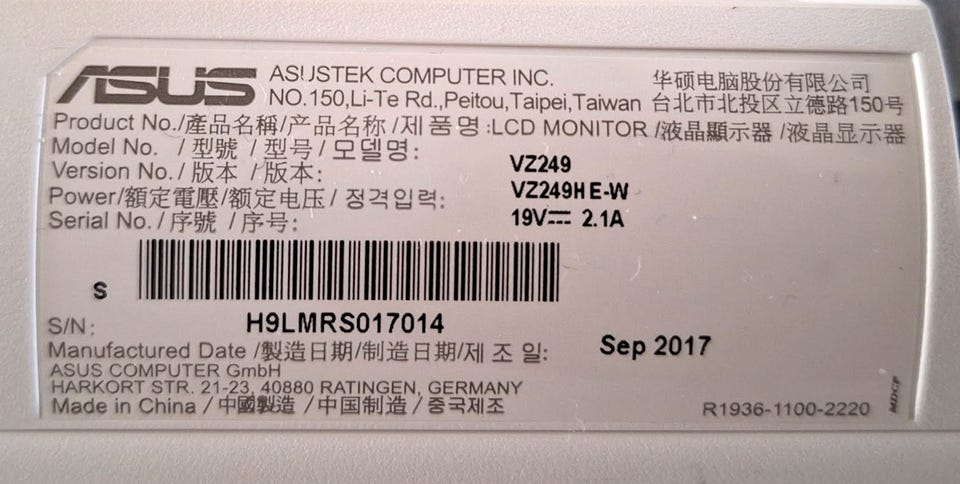 ASUS ASUSTEK COMPUTER INC. 华硕电脑股份有限公司
NO.150,Li-Te Rd.,Peitou,Taipei,Taiwan 台北市北投区立德路150号
Product No./產品名稱/产品名称/제품명:LCD MONITOR /液晶顯示器 /液晶显示器
Model No. / 型號 / 型号 / 모델명: VZ249
Version No./ 版本 / 版本: VZ249HE-W
Power/額定電壓/额定电压/ 정격입력: 19V⎓ 2.1A
Serial No./ 序號 / 序号:
S
S/N: H9LMRS017014
Manufactured Date /製造日期/制造日期/제 조 일: Sep 2017
ASUS COMPUTER GmbH
HARKORT STR. 21-23, 40880 RATINGEN, GERMANY
Made in China / 中國製造 / 中国制造 / 중국제조 R1936-1100-2220
MDCP